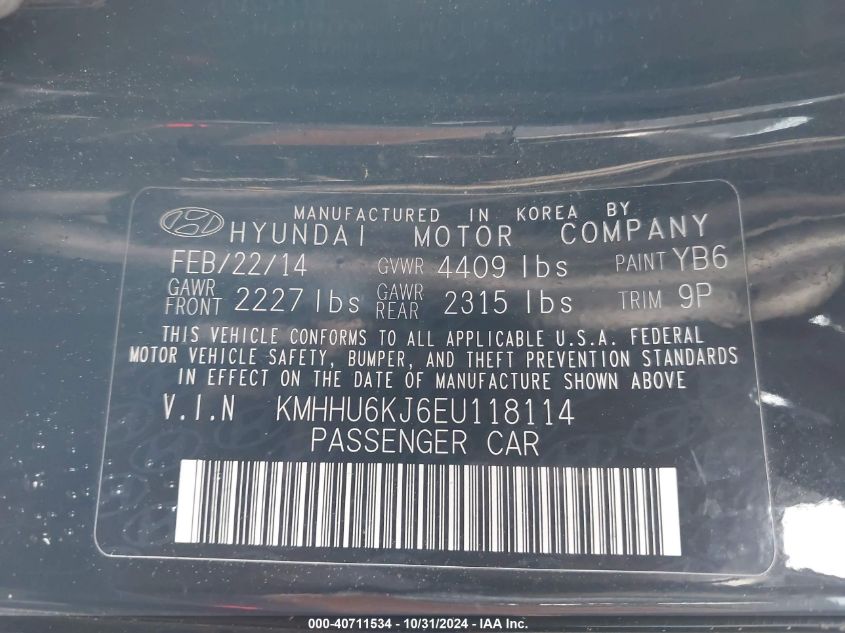 MANUFACTURED IN KOREA BY
HYUNDAI MOTOR COMPANY
FEB/22/14 GVWR 4409 lbs PAINT YB6
GAWR FRONT 2227 lbs GAWR REAR 2315 lbs TRIM 9P
THIS VEHICLE CONFORMS TO ALL APPLICABLE U.S.A. FEDERAL
MOTOR VEHICLE SAFETY, BUMPER, AND THEFT PREVENTION STANDARDS
IN EFFECT ON THE DATE OF MANUFACTURE SHOWN ABOVE
V.I.N KMHHU6KJ6EU118114
PASSENGER CAR
000-40711534 - 10/31/2024 - IAA Inc.